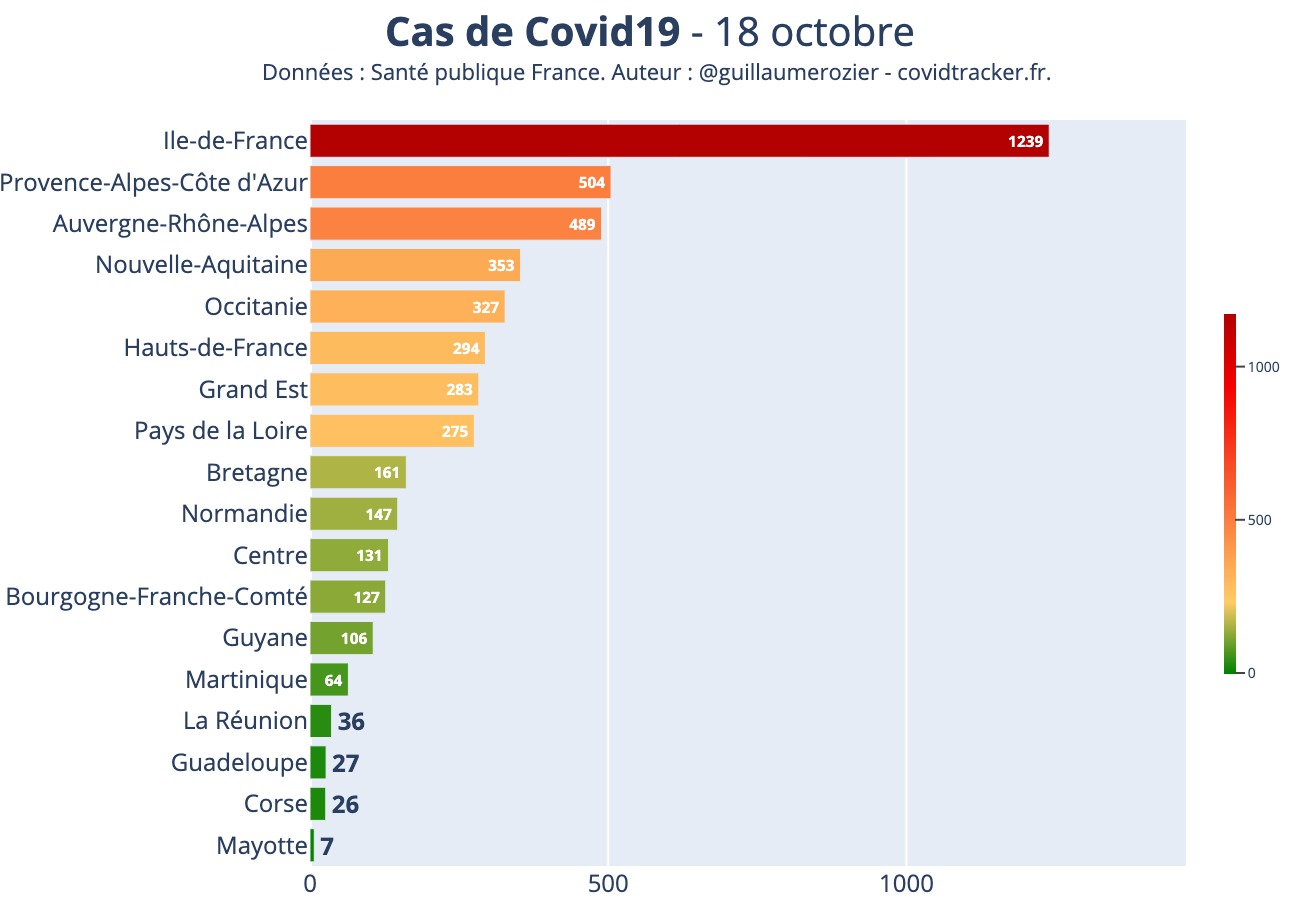 Cas de Covid19 - 18 octobre
Données : Santé publique France. Auteur : @guillaumerozier - covidtracker.fr.
Ile-de-France 1239
Provence-Alpes-Côte d'Azur 504
Auvergne-Rhône-Alpes 489
Nouvelle-Aquitaine 353
Occitanie 327
Hauts-de-France 294
Grand Est 283
Pays de la Loire 275
Bretagne 161
Normandie 147
Centre 131
Bourgogne-Franche-Comté 127
Guyane 106
Martinique 64
La Réunion 36
Guadeloupe 27
Corse 26
Mayotte 7
0 500 1000
1000
500
0